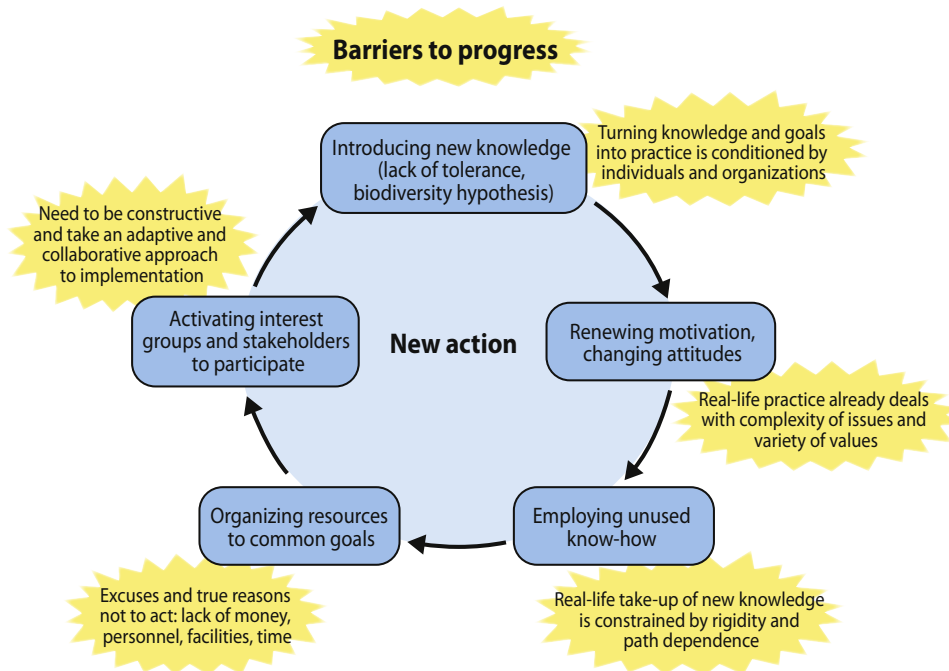 Barriers to progress
Introducing new knowledge
(lack of tolerance,
biodiversity hypothesis)
Turning knowledge and goals
into practice is conditioned by
individuals and organizations
Need to be constructive
and take an adaptive and
collaborative approach
to implementation
Activating interest
groups and stakeholders
to participate
New action
Renewing motivation,
changing attitudes
Real-life practice already deals
with complexity of issues and
variety of values
Organizing resources
to common goals
Employing unused
know-how
Excuses and true reasons
not to act: lack of money,
personnel, facilities, time
Real-life take-up of new knowledge
is constrained by rigidity and
path dependence